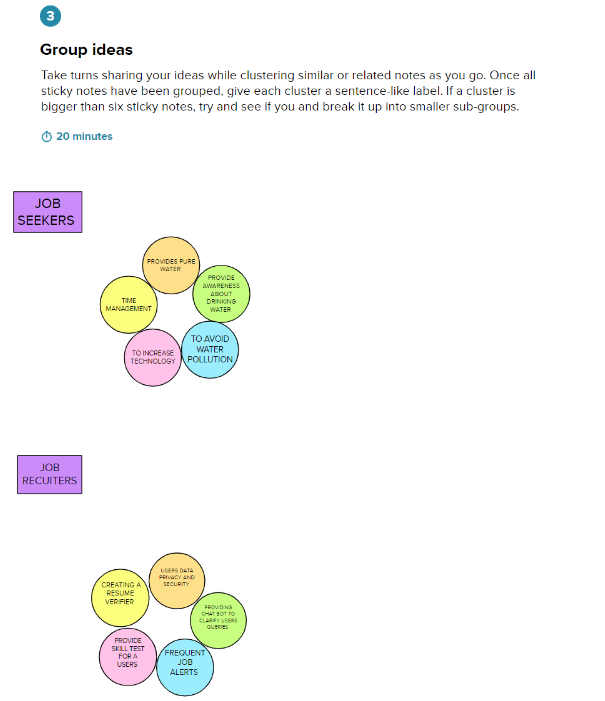 3
Group ideas
Take turns sharing your ideas while clustering similar or related notes as you go. Once all
sticky notes have been grouped, give each cluster a sentence-like label. If a cluster is
bigger than six sticky notes, try and see if you and break it up into smaller sub-groups.
20 minutes
JOB
SEEKERS
PROVIDES PURE
WATER
PROVIDE
AWARENESS
ABOUT
DRINKING
WATER
TIME
MANAGEMENT
TO AVOID
WATER
POLLUTION
TO INCREASE
TECHNOLOGY
JOB
RECUITERS
USERS DATA
PRIVACY AND
SECURITY
CREATING A
RESUME
VERIFIER
PROVIDING
CHAT BOT TO
CLARIFY USERS
QUERIES
PROVIDE
SKILL TEST
FOR A
USERS
FREQUENT
JOB
ALERTS